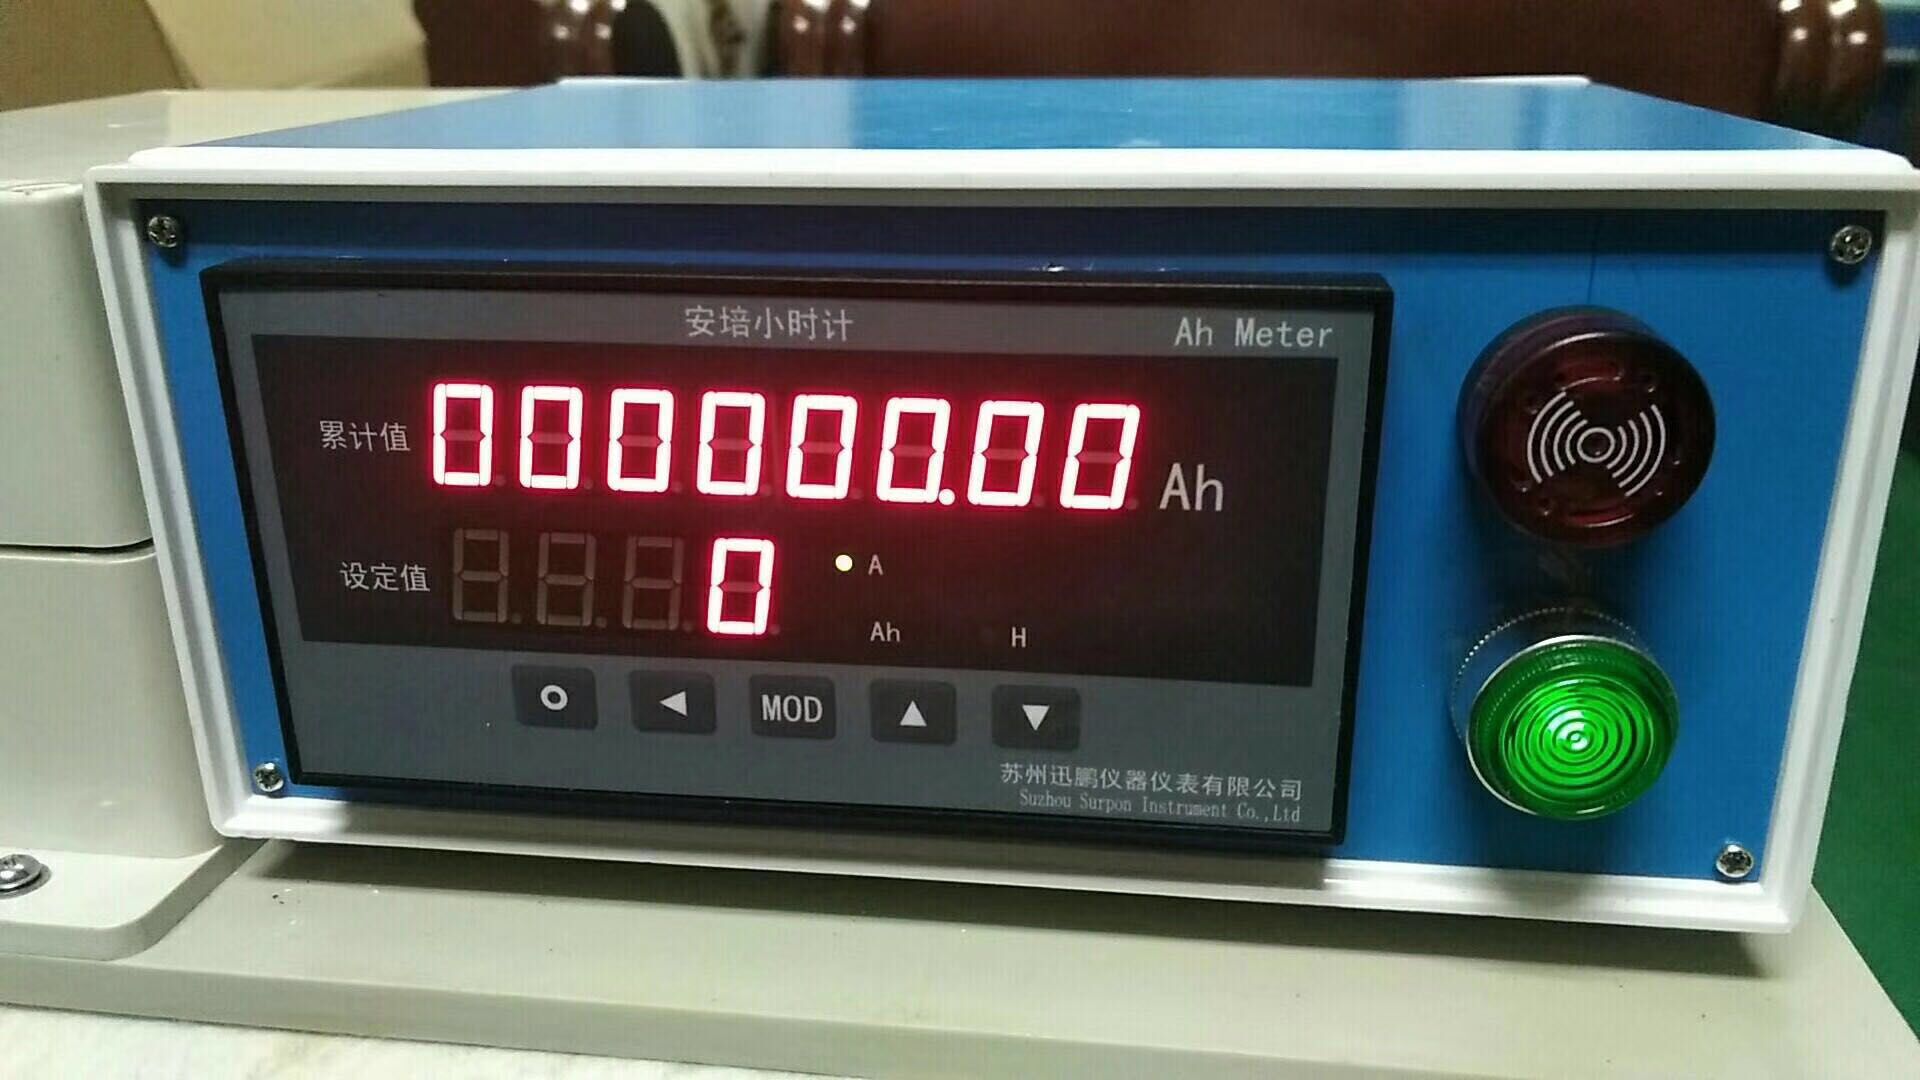 安培小时计 Ah Meter
累计值 000000.00 Ah
设定值 0 A
Ah H
MOD
苏州迅鹏仪器仪表有限公司
Suzhou Surpon Instrument Co.,Ltd